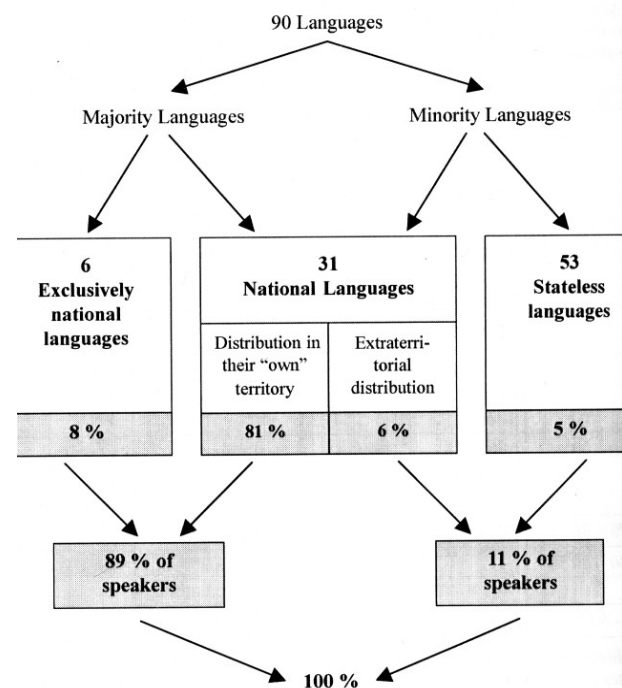 90 Languages
Majority Languages
Minority Languages
6
Exclusively
national
languages
8 %
31
National Languages
Distribution in
their “own”
territory
81 %
Extraterri-
torial
distribution
6 %
53
Stateless
languages
5 %
89 % of
speakers
11 % of
speakers
100 %